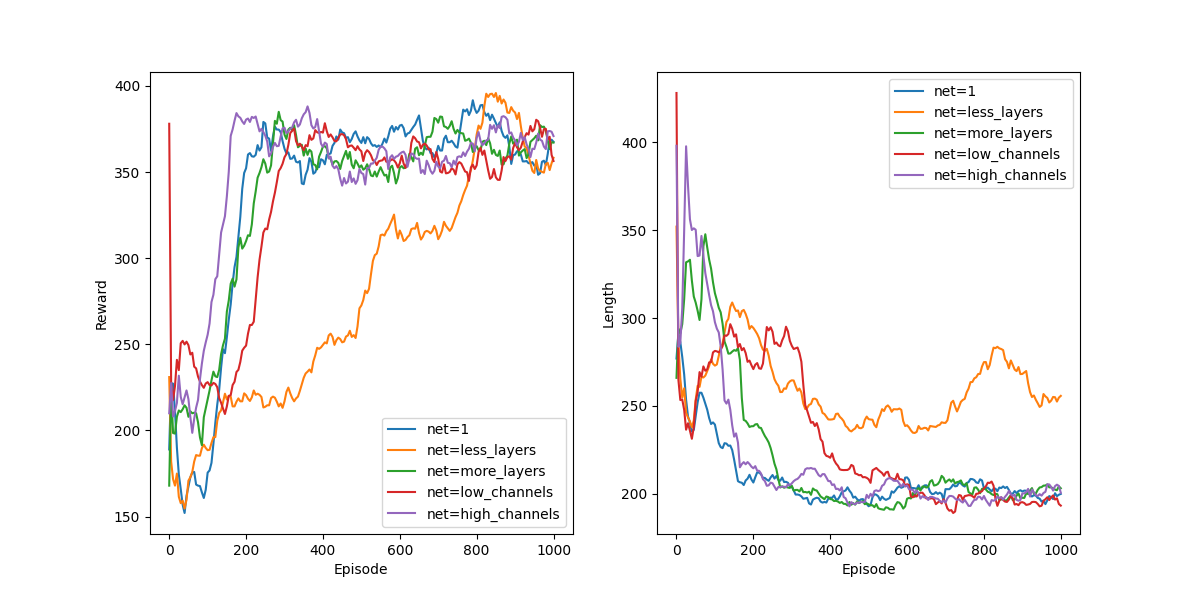 400
350
300
250
200
150
Reward
0
200
400
600
800
1000
Episode
net=1
net=less_layers
net=more_layers
net=low_channels
net=high_channels
400
350
300
250
200
Length
0
200
400
600
800
1000
Episode
net=1
net=less_layers
net=more_layers
net=low_channels
net=high_channels